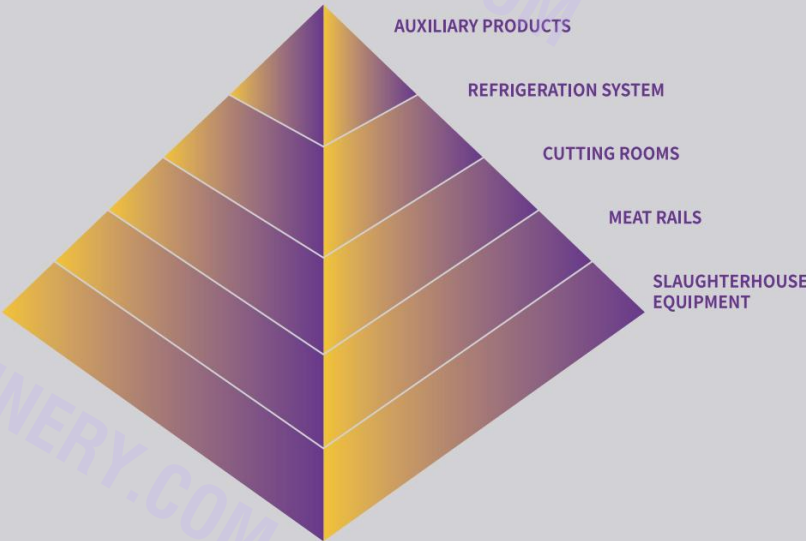 AUXILIARY PRODUCTS
REFRIGERATION SYSTEM
CUTTING ROOMS
MEAT RAILS
SLAUGHTERHOUSE
EQUIPMENT